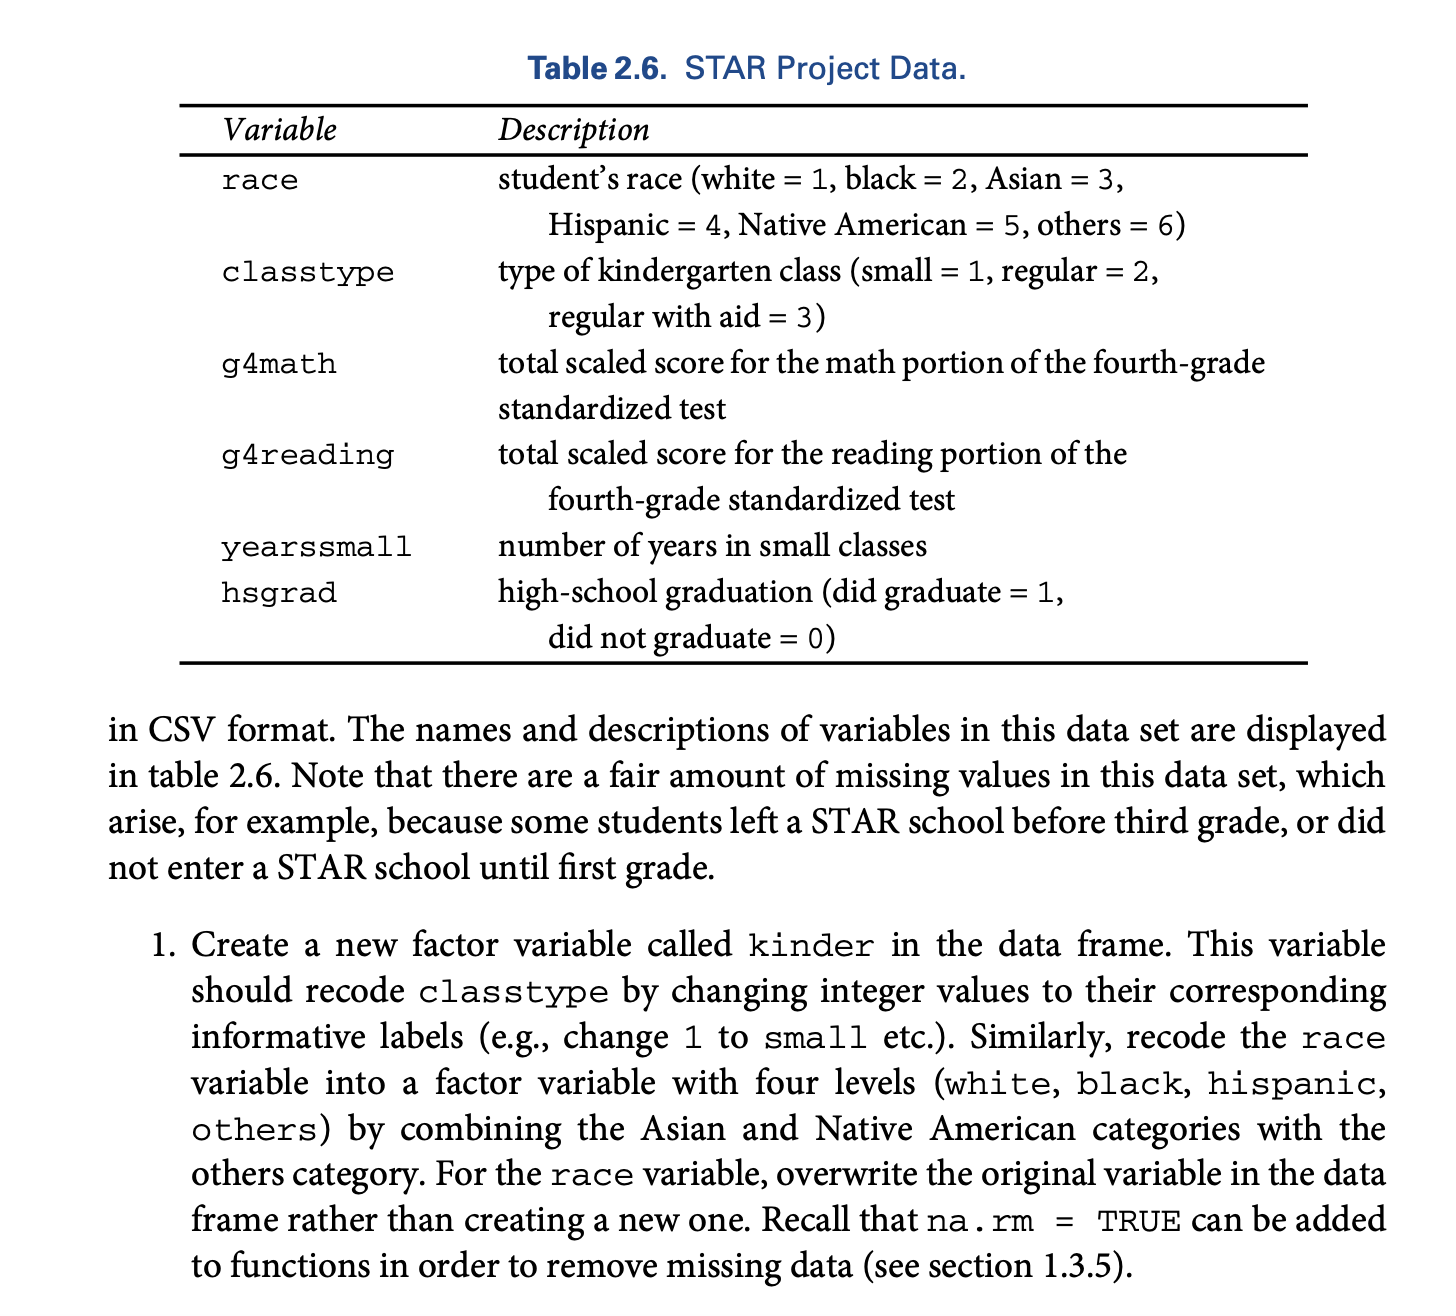 Table 2.6. STAR Project Data.
Variable Description
race student’s race (white = 1, black = 2, Asian = 3,
Hispanic = 4, Native American = 5, others = 6)
classtype type of kindergarten class (small = 1, regular = 2,
regular with aid = 3)
g4math total scaled score for the math portion of the fourth-grade
standardized test
g4reading total scaled score for the reading portion of the
fourth-grade standardized test
yearssmall number of years in small classes
hsgrad high-school graduation (did graduate = 1,
did not graduate = 0)
in CSV format. The names and descriptions of variables in this data set are displayed
in table 2.6. Note that there are a fair amount of missing values in this data set, which
arise, for example, because some students left a STAR school before third grade, or did
not enter a STAR school until first grade.
1. Create a new factor variable called kinder in the data frame. This variable
should recode classtype by changing integer values to their corresponding
informative labels (e.g., change 1 to small etc.). Similarly, recode the race
variable into a factor variable with four levels (white, black, hispanic,
others) by combining the Asian and Native American categories with the
others category. For the race variable, overwrite the original variable in the data
frame rather than creating a new one. Recall that na.rm = TRUE can be added
to functions in order to remove missing data (see section 1.3.5).